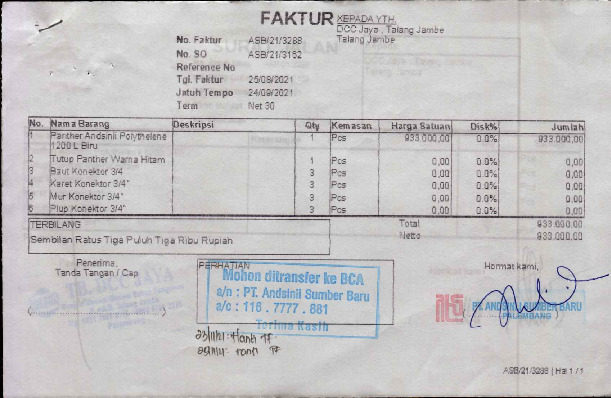 FAKTUR
KEPADA YTH.
DCC Jaya , Talang Jambe
Talang Jambe
No. Faktur ASB/21/3288
No. SO ASB/21/3162
Reference No
Tgl. Faktur 25/08/2021
Jatuh Tempo 24/09/2021
Term Net 30
No. Nama Barang Deskripsi Qty Kemasan Harga Satuan Disk% Jumlah
1 Panther Andsinli Polythelene 1 Pcs 933.000,00 0.0% 933.000,00
1200 L Biru
2 Tutup Panther Warna Hitam 1 Pcs 0,00 0.0% 0,00
3 Baut Konektor 3/4 3 Pcs 0,00 0.0% 0,00
4 Karet Konektor 3/4" 3 Pcs 0,00 0.0% 0,00
5 Mur Konektor 3/4" 3 Pcs 0,00 0.0% 0,00
6 Plup Konektor 3/4" 3 Pcs 0,00 0.0% 0,00
TERBILANG
Total 933.000,00
Netto 933.000,00
Sembilan Ratus Tiga Puluh Tiga Ribu Rupiah
Penerima,
Tanda Tangan / Cap
TB. DCC JAYA
PERHATIAN
Mohon ditransfer ke BCA
a/n : PT. Andsinli Sumber Baru
a/c : 116 . 7777 . 881
Terima Kasih
Hormat kami,
PT. ANDSINLI SUMBER BARU
PALEMBANG
ASB/21/3288 | Hal 1 / 1